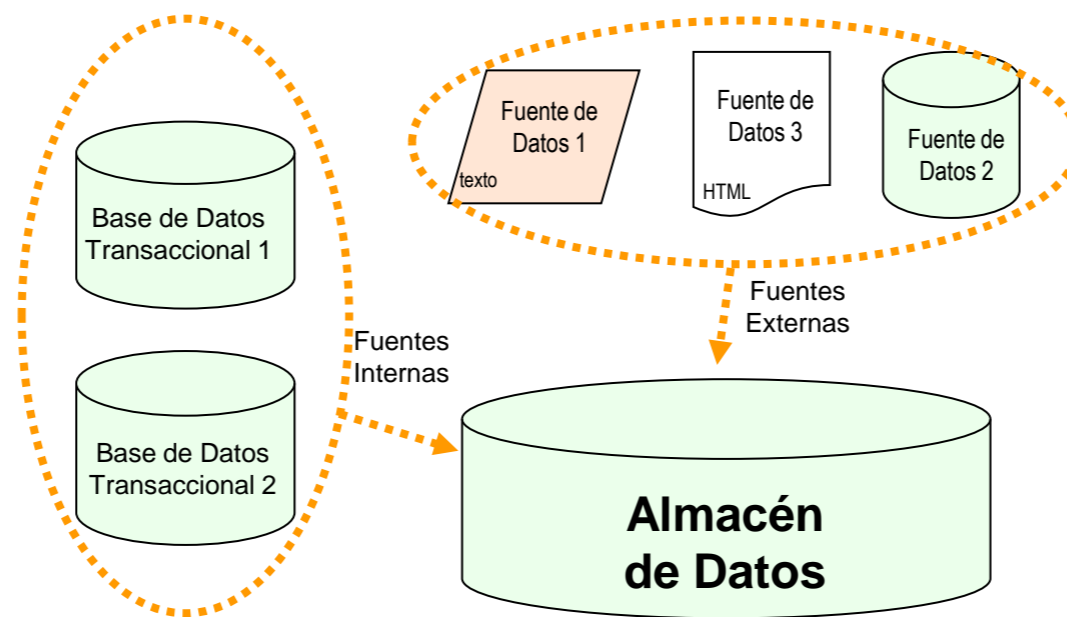 Fuente de
Datos 1
texto
Fuente de
Datos 3
HTML
Fuente de
Datos 2
Base de Datos
Transaccional 1
Fuentes
Externas
Fuentes
Internas
Base de Datos
Transaccional 2
Almacén
de Datos